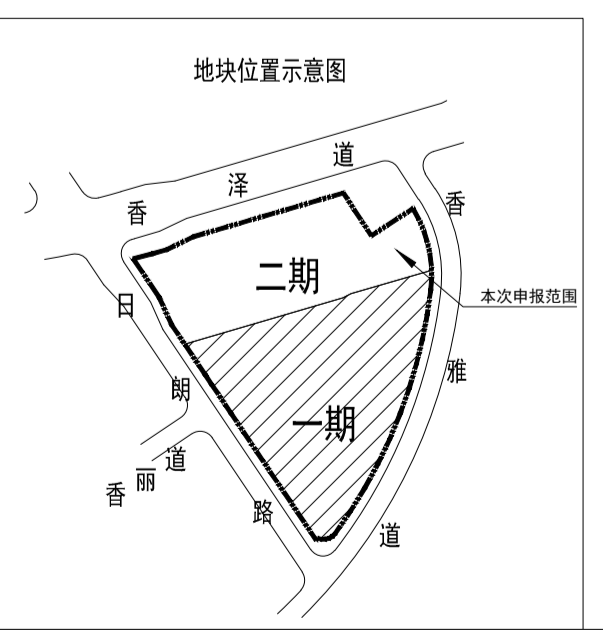 地块位置示意图
香泽道
香雅道
二期
本次申报范围
日朗路
一期
香丽道